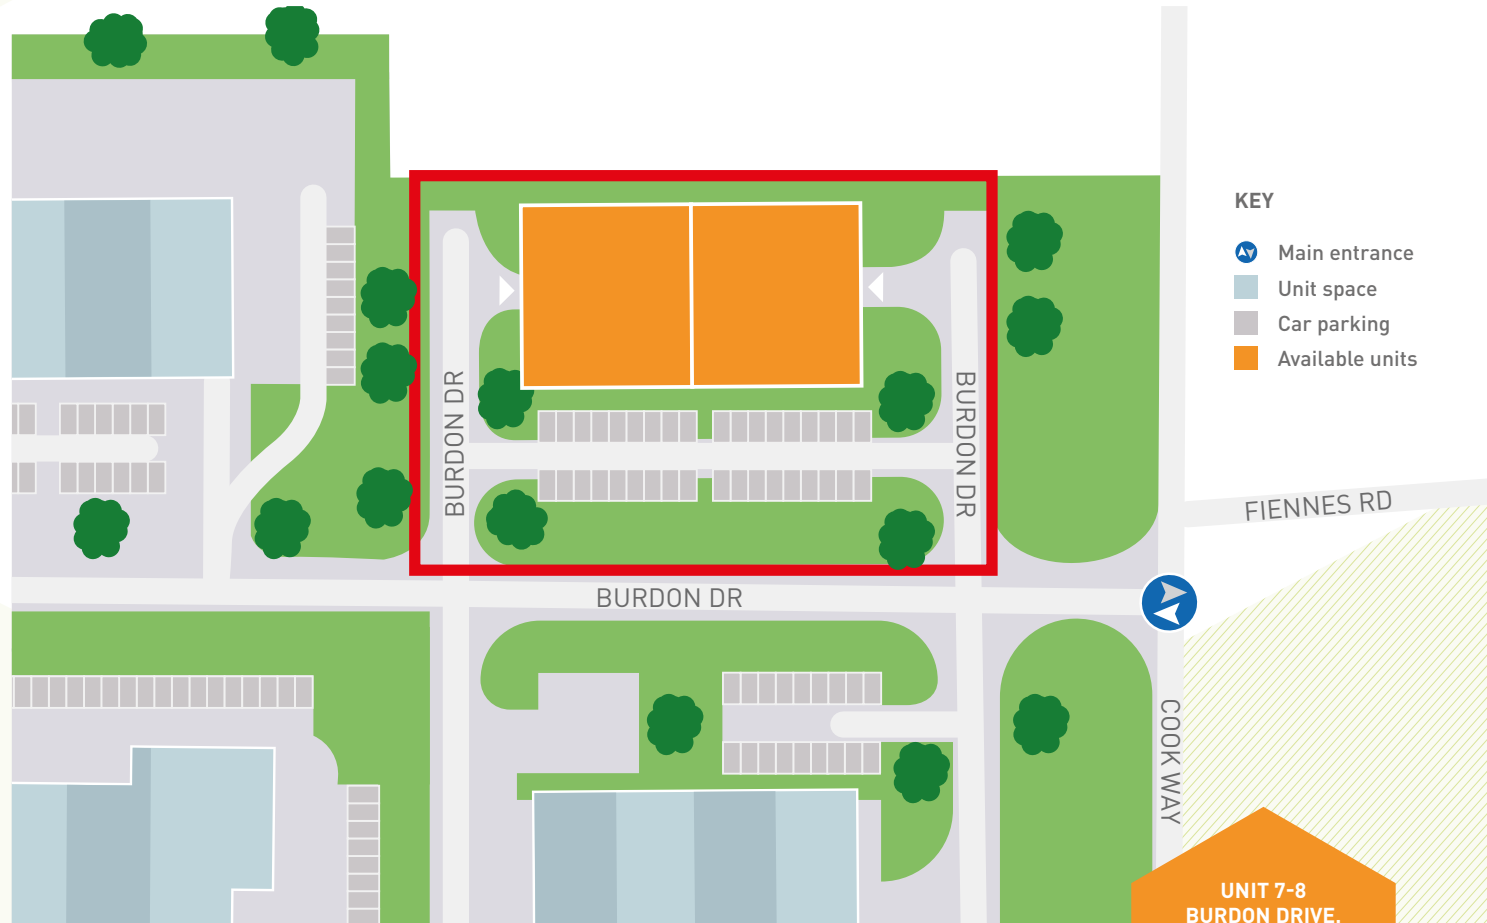 KEY
Main entrance
Unit space
Car parking
Available units
BURDON DR
BURDON DR
FIENNES RD
BURDON DR
COOK WAY
UNIT 7-8
BURDON DRIVE,